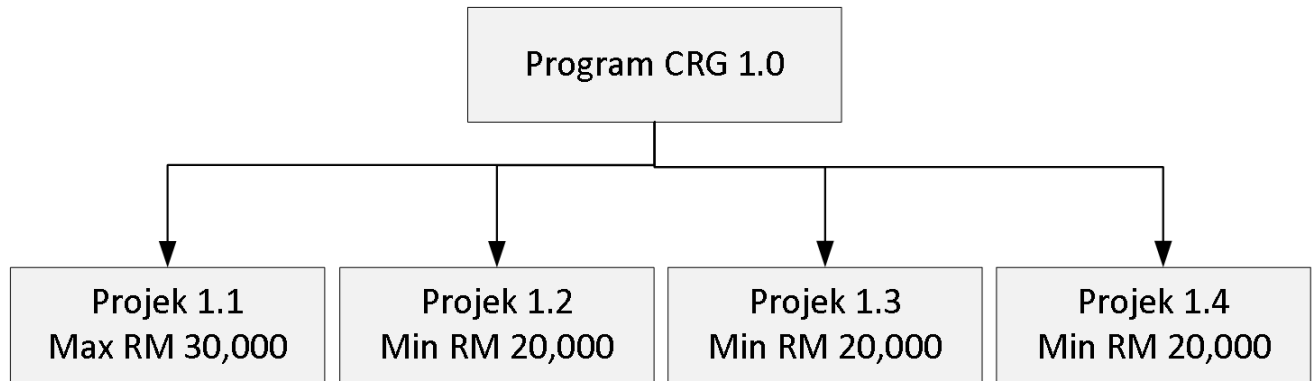 Program CRG 1.0
Projek 1.1
Max RM 30,000
Projek 1.2
Min RM 20,000
Projek 1.3
Min RM 20,000
Projek 1.4
Min RM 20,000